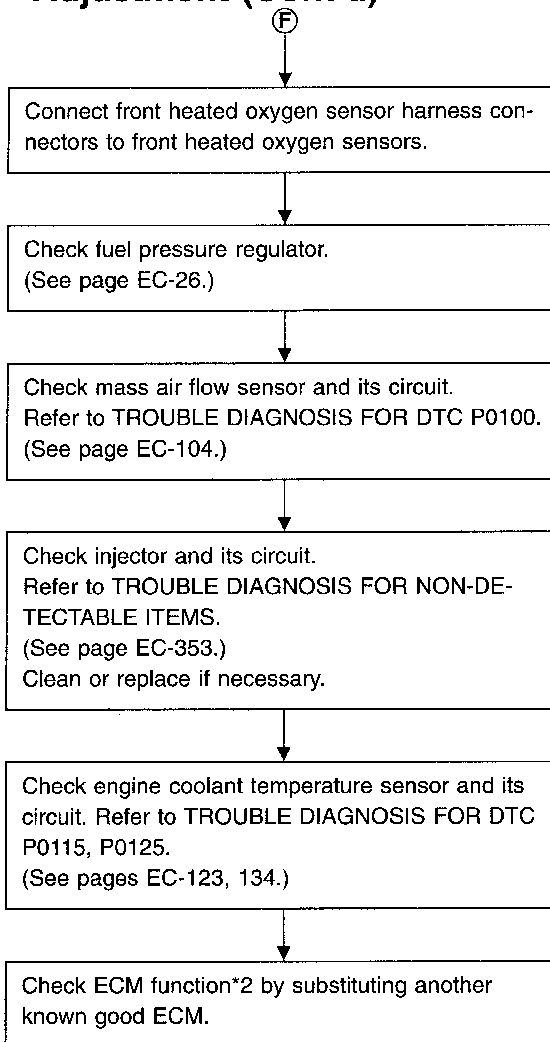 Adjustment (Cont'd)
F
Connect front heated oxygen sensor harness con-
nectors to front heated oxygen sensors.
Check fuel pressure regulator.
(See page EC-26.)
Check mass air flow sensor and its circuit.
Refer to TROUBLE DIAGNOSIS FOR DTC P0100.
(See page EC-104.)
Check injector and its circuit.
Refer to TROUBLE DIAGNOSIS FOR NON-DE-
TECTABLE ITEMS.
(See page EC-353.)
Clean or replace if necessary.
Check engine coolant temperature sensor and its
circuit. Refer to TROUBLE DIAGNOSIS FOR DTC
P0115, P0125.
(See pages EC-123, 134.)
Check ECM function*2 by substituting another
known good ECM.